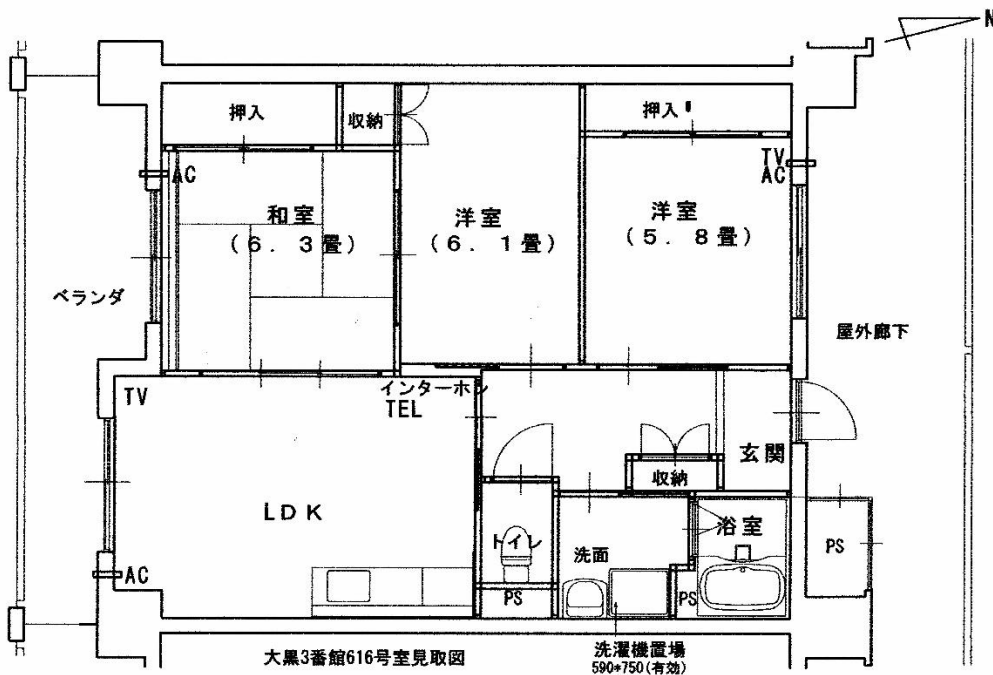 N
押入
収納
押入
AC
TV
AC
和室
(6.3畳)
洋室
(6.1畳)
洋室
(5.8畳)
ベランダ
屋外廊下
TV
インターホン
TEL
玄関
収納
LDK
トイレ
洗面
浴室
PS
AC
PS
PS
大黒3番館616号室見取図
洗濯機置場
590*750(有効)